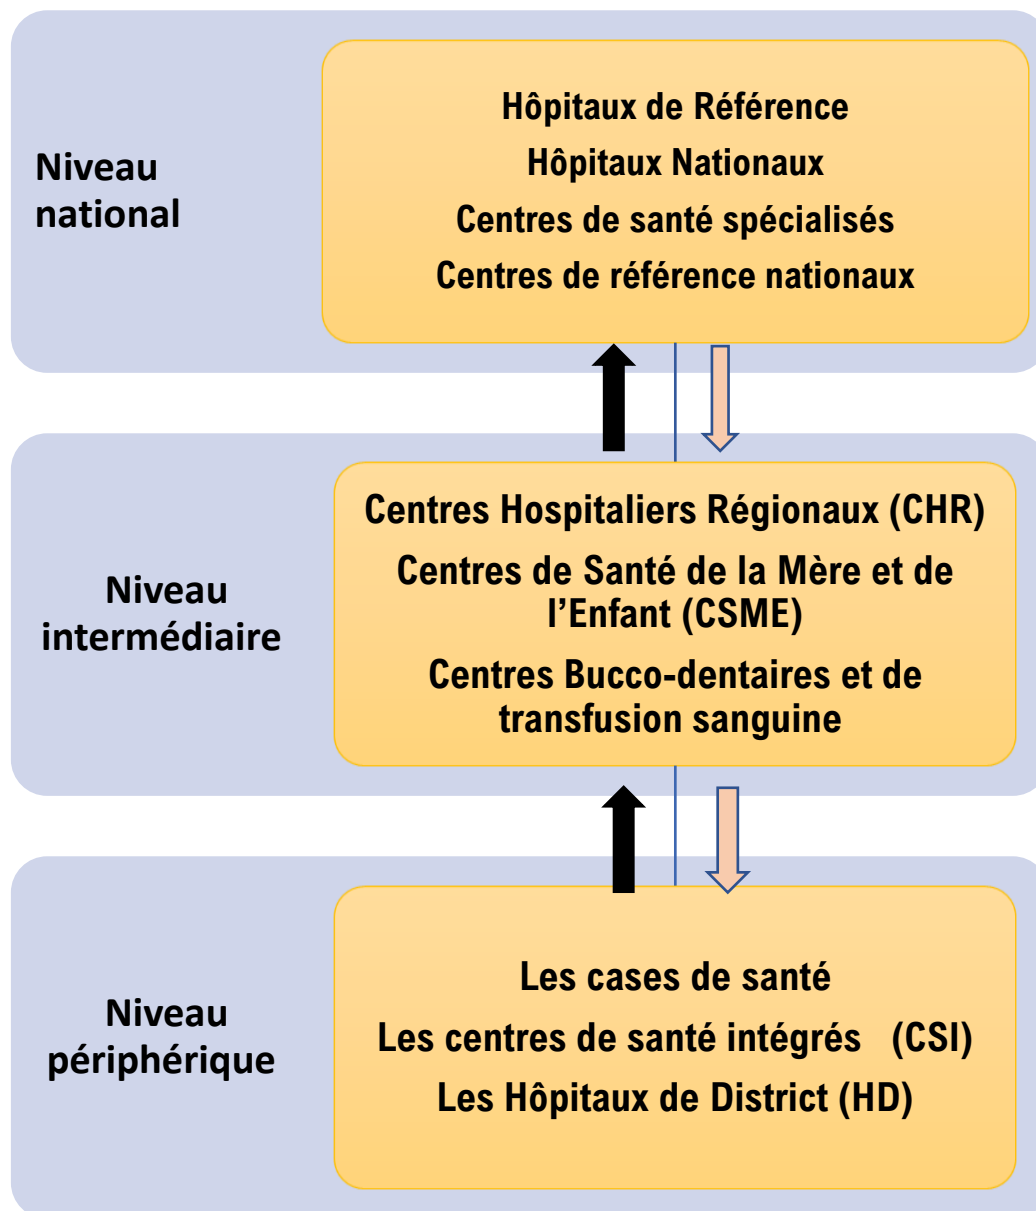 Niveau
national
Hôpitaux de Référence
Hôpitaux Nationaux
Centres de santé spécialisés
Centres de référence nationaux
Niveau
intermédiaire
Centres Hospitaliers Régionaux (CHR)
Centres de Santé de la Mère et de
l’Enfant (CSME)
Centres Bucco-dentaires et de
transfusion sanguine
Niveau
périphérique
Les cases de santé
Les centres de santé intégrés (CSI)
Les Hôpitaux de District (HD)